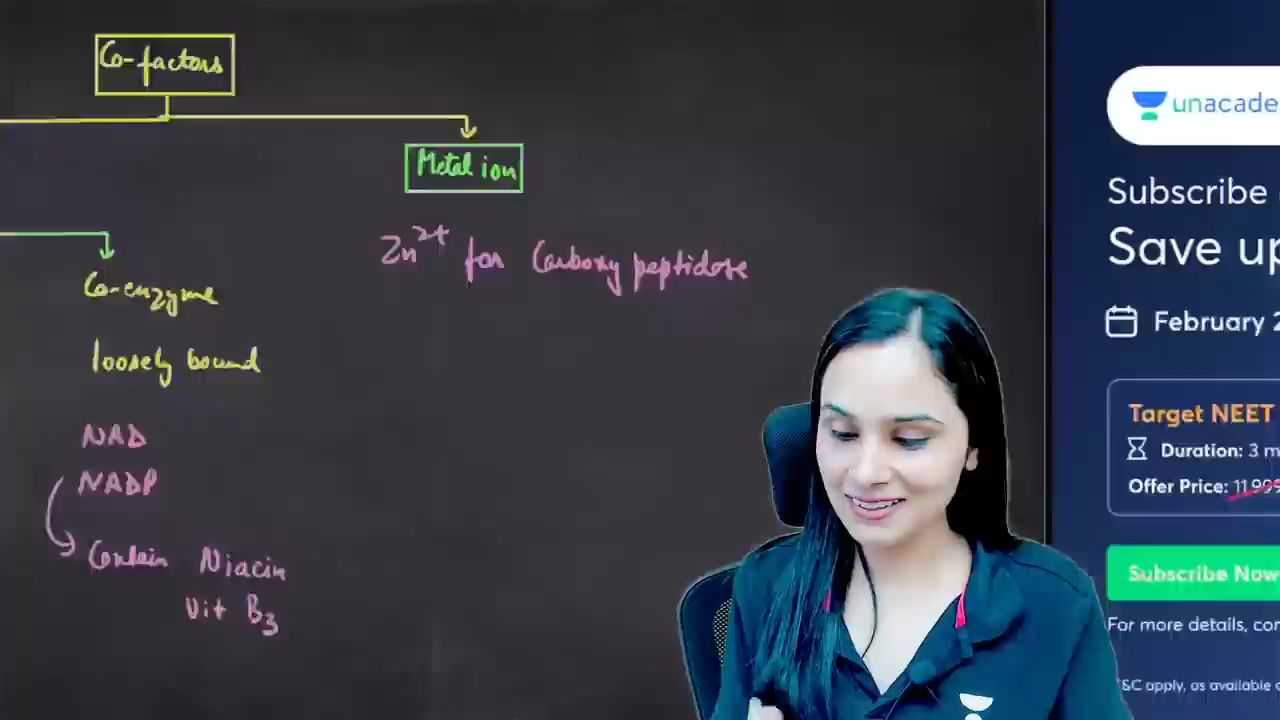 Co-factors
Metal ion
Zn2+ for Carboxy peptidase
Co-enzyme
loosely bound
NAD
NADP
Contain Niacin
Vit B3
unacade
Subscribe
Save up
February 2
Target NEET
Duration: 3 m
Offer Price: 11,999
Subscribe Now
For more details, con
T&C apply, as available o